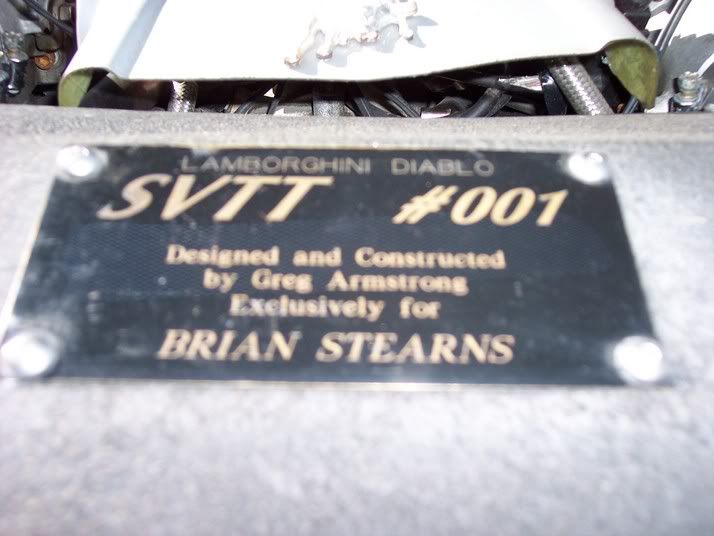 LAMBORGHINI DIABLO
SVTT #001
Designed and Constructed
by Greg Armstrong
Exclusively for
BRIAN STEARNS